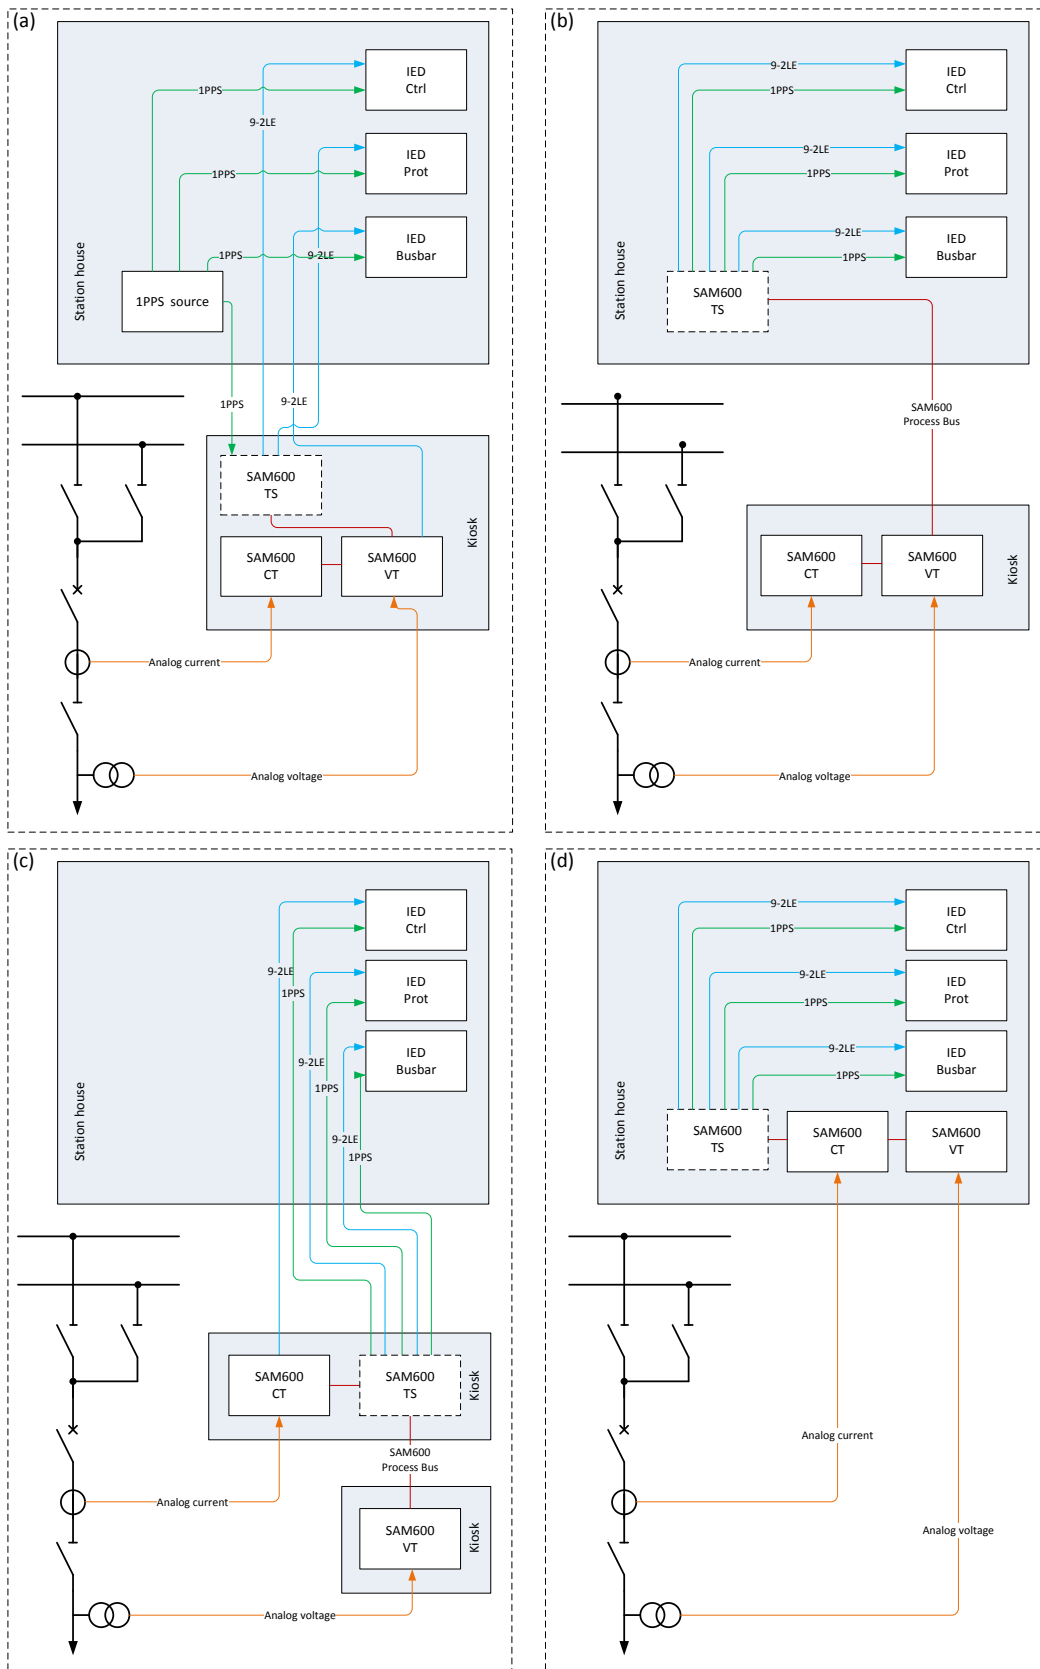 (a)
IED
Ctrl
1PPS
9-2LE
IED
Prot
1PPS
IED
Busbar
1PPS
9-2LE
Station house
1PPS source
1PPS
9-2LE
SAM600
TS
Kiosk
SAM600
CT
SAM600
VT
Analog current
Analog voltage
(b)
9-2LE
IED
Ctrl
1PPS
9-2LE
IED
Prot
1PPS
9-2LE
IED
Busbar
1PPS
Station house
SAM600
TS
SAM600
Process Bus
SAM600
CT
SAM600
VT
Kiosk
Analog current
Analog voltage
(c)
IED
Ctrl
9-2LE
1PPS
IED
Prot
IED
Busbar
9-2LE
1PPS
9-2LE
1PPS
Station house
SAM600
CT
SAM600
TS
Kiosk
SAM600
Process Bus
Analog current
SAM600
VT
Kiosk
Analog voltage
(d)
9-2LE
IED
Ctrl
1PPS
9-2LE
IED
Prot
1PPS
9-2LE
IED
Busbar
1PPS
Station house
SAM600
TS
SAM600
CT
SAM600
VT
Analog current
Analog voltage